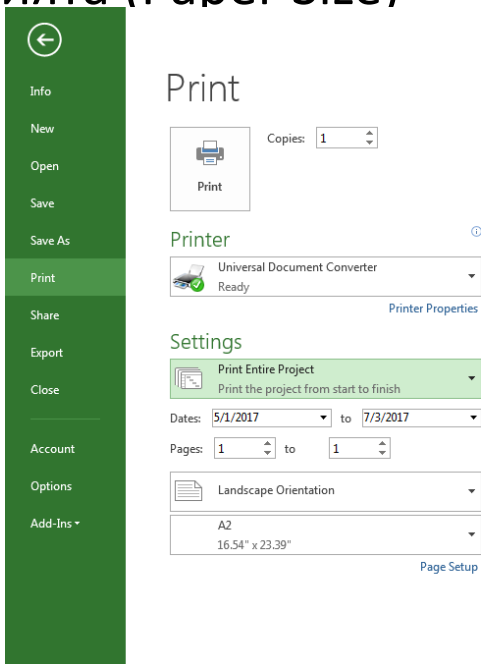 (Paper Size)
Info
New
Open
Save
Save As
Print
Share
Export
Close
Account
Options
Add-Ins
Print
Print
Copies: 1
Printer
Universal Document Converter
Ready
Printer Properties
Settings
Print Entire Project
Print the project from start to finish
Dates: 5/1/2017 to 7/3/2017
Pages: 1 to 1
Landscape Orientation
A2
16.54" x 23.39"
Page Setup